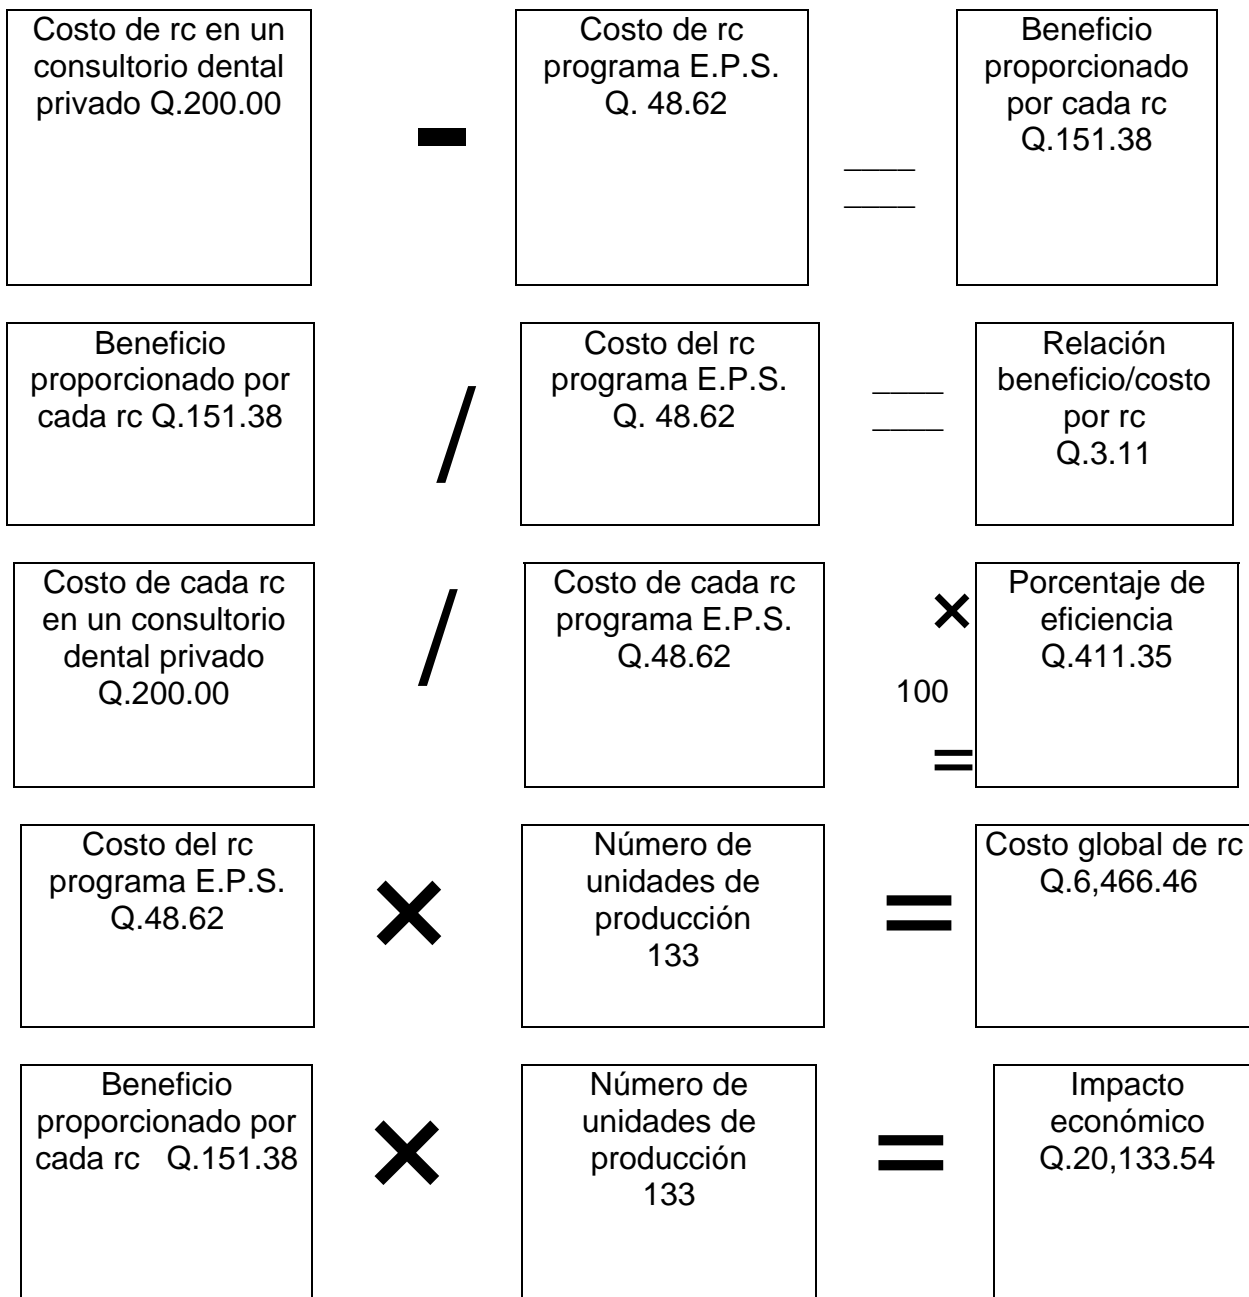 Costo de rc en un
consultorio dental
privado Q.200.00
-
Costo de rc
programa E.P.S.
Q. 48.62
=
Beneficio
proporcionado
por cada rc
Q.151.38
Beneficio
proporcionado por
cada rc Q.151.38
/
Costo del rc
programa E.P.S.
Q. 48.62
=
Relación
beneficio/costo
por rc
Q.3.11
Costo de cada rc
en un consultorio
dental privado
Q.200.00
/
Costo de cada rc
programa E.P.S.
Q.48.62
×
100
=
Porcentaje de
eficiencia
Q.411.35
Costo del rc
programa E.P.S.
Q.48.62
×
Número de
unidades de
producción
133
=
Costo global de rc
Q.6,466.46
Beneficio
proporcionado por
cada rc Q.151.38
×
Número de
unidades de
producción
133
=
Impacto
económico
Q.20,133.54